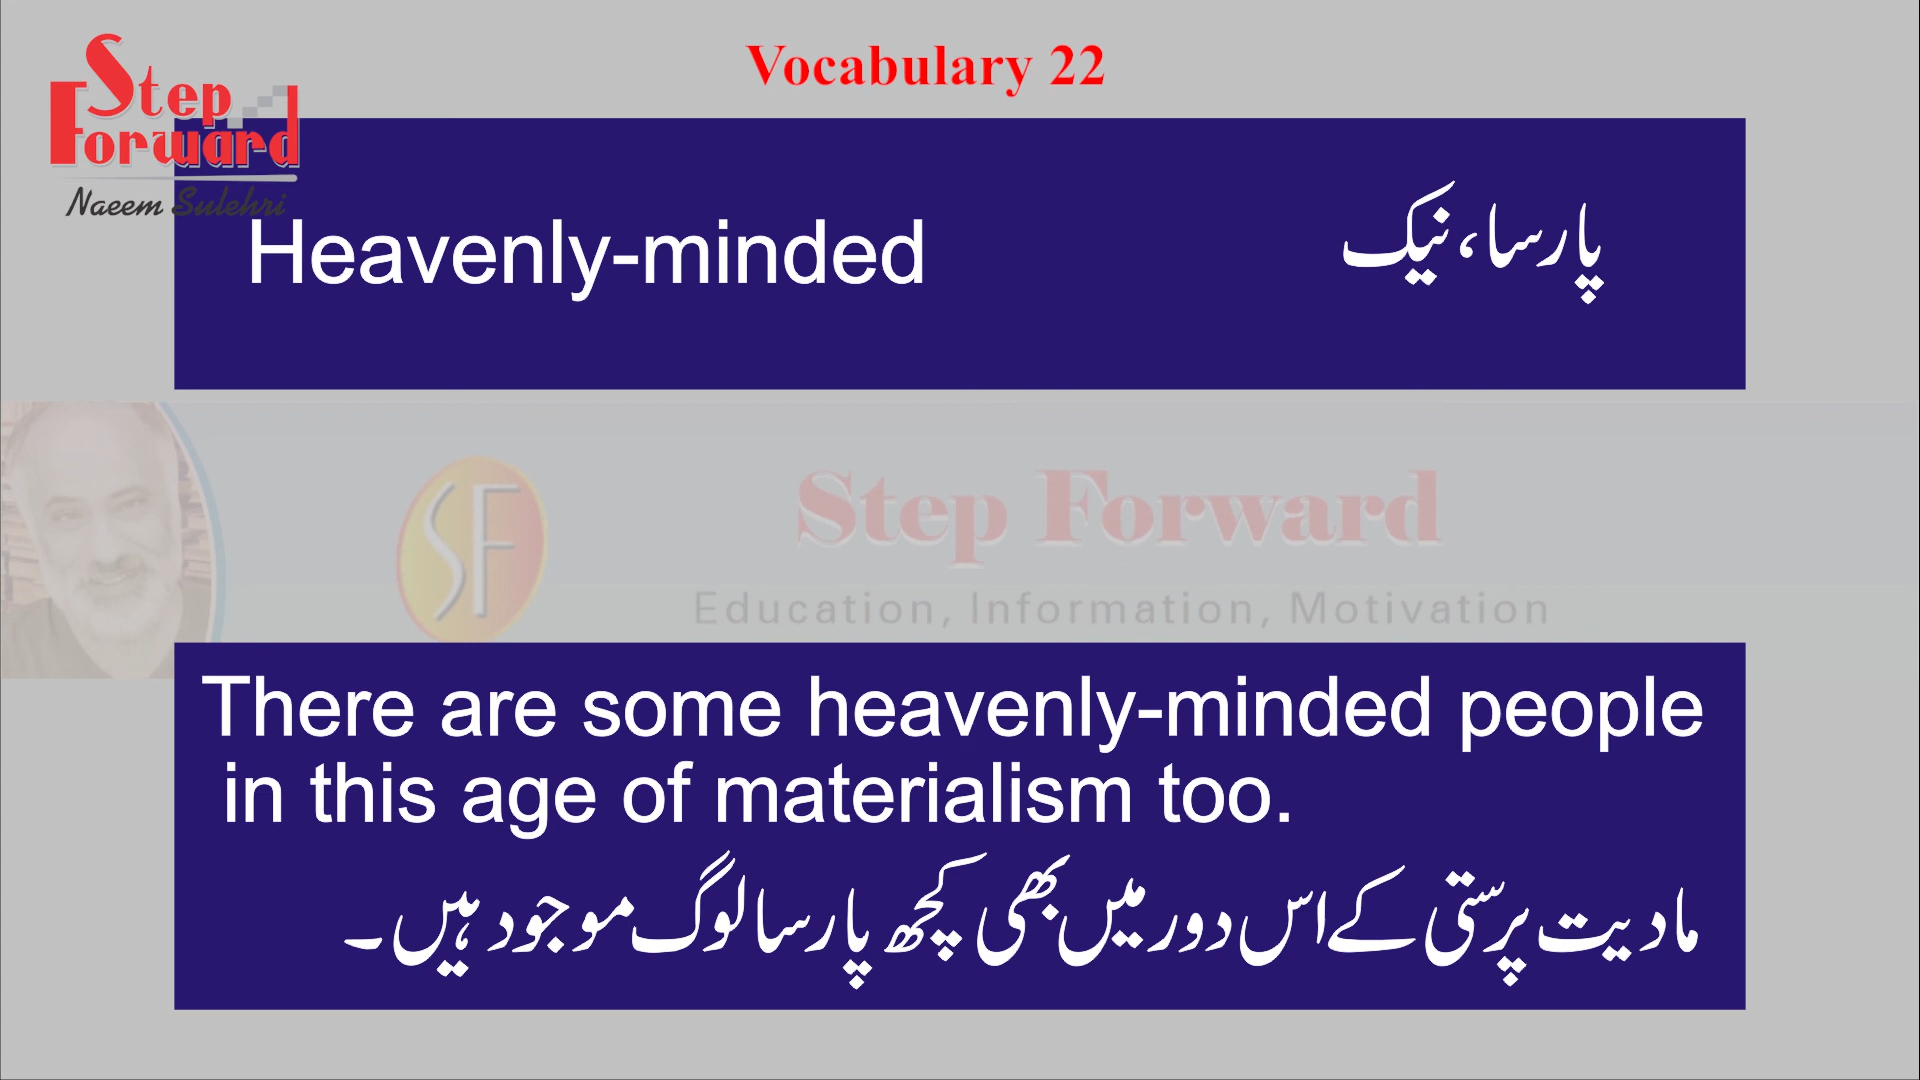 Vocabulary 22
Step
Forward
Naeem Sulehri
Heavenly-minded
پارسا، نیک
SF
Step Forward
Education, Information, Motivation
There are some heavenly-minded people
in this age of materialism too.
مادیت پرستی کے اس دور میں بھی کچھ پارسا لوگ موجود ہیں۔